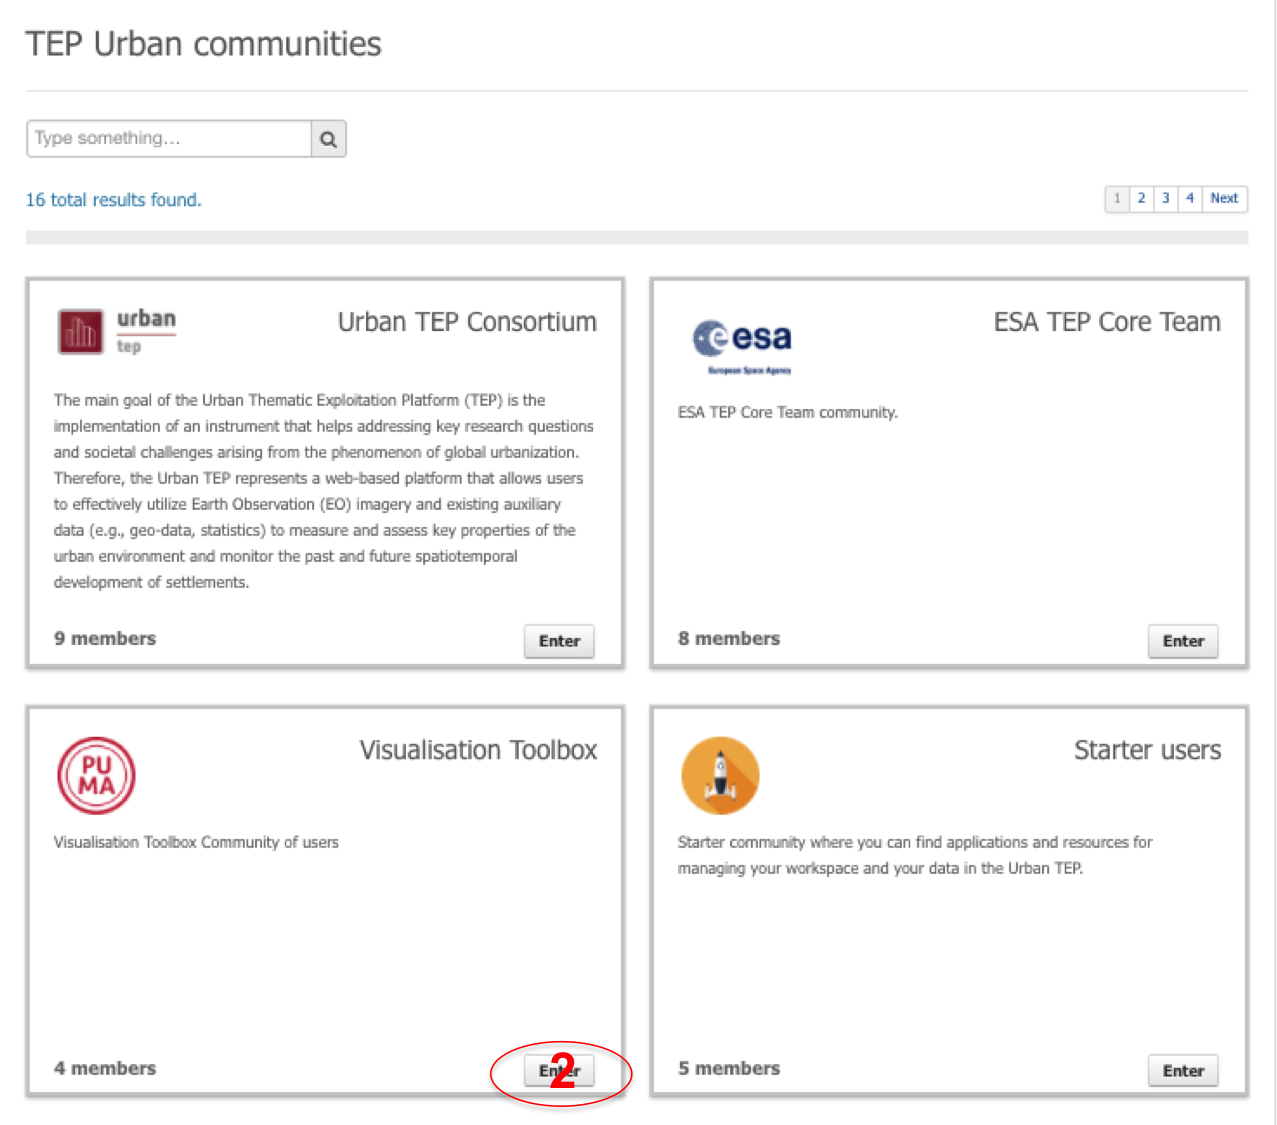 TEP Urban communities
Type something...
16 total results found.
1 2 3 4 Next
urban
tep
Urban TEP Consortium
The main goal of the Urban Thematic Exploitation Platform (TEP) is the
implementation of an instrument that helps addressing key research questions
and societal challenges arising from the phenomenon of global urbanization.
Therefore, the Urban TEP represents a web-based platform that allows users
to effectively utilize Earth Observation (EO) imagery and existing auxiliary
data (e.g., geo-data, statistics) to measure and assess key properties of the
urban environment and monitor the past and future spatiotemporal
development of settlements.
9 members
Enter
esa
European Space Agency
ESA TEP Core Team
ESA TEP Core Team community.
8 members
Enter
PU
MA
Visualisation Toolbox
Visualisation Toolbox Community of users
4 members
Enter
2
Starter users
Starter community where you can find applications and resources for
managing your workspace and your data in the Urban TEP.
5 members
Enter